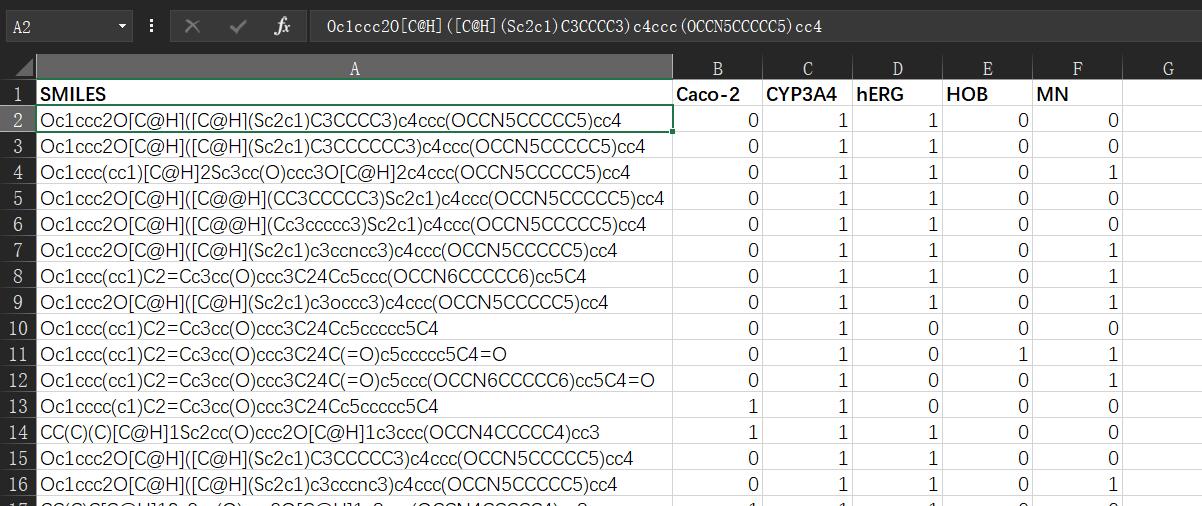 A2 fx Oc1ccc2O[C@H]([C@H](Sc2c1)C3CCCC3)c4ccc(OCCN5CCCCC5)cc4
A B C D E F G
1 SMILES Caco-2 CYP3A4 hERG HOB MN
2 Oc1ccc2O[C@H]([C@H](Sc2c1)C3CCCC3)c4ccc(OCCN5CCCCC5)cc4 0 1 1 0 0
3 Oc1ccc2O[C@H]([C@H](Sc2c1)C3CCCCCC3)c4ccc(OCCN5CCCCC5)cc4 0 1 1 0 0
4 Oc1ccc(cc1)[C@H]2Sc3cc(O)ccc3O[C@H]2c4ccc(OCCN5CCCCC5)cc4 0 1 1 0 1
5 Oc1ccc2O[C@H]([C@@H](CC3CCCCC3)Sc2c1)c4ccc(OCCN5CCCCC5)cc4 0 1 1 0 0
6 Oc1ccc2O[C@H]([C@@H](Cc3ccccc3)Sc2c1)c4ccc(OCCN5CCCCC5)cc4 0 1 1 0 0
7 Oc1ccc2O[C@H]([C@H](Sc2c1)c3ccncc3)c4ccc(OCCN5CCCCC5)cc4 0 1 1 0 1
8 Oc1ccc(cc1)C2=Cc3cc(O)ccc3C24Cc5ccc(OCCN6CCCCC6)cc5C4 0 1 1 0 1
9 Oc1ccc2O[C@H]([C@H](Sc2c1)c3occc3)c4ccc(OCCN5CCCCC5)cc4 0 1 1 0 1
10 Oc1ccc(cc1)C2=Cc3cc(O)ccc3C24Cc5ccccc5C4 0 1 0 0 0
11 Oc1ccc(cc1)C2=Cc3cc(O)ccc3C24C(=O)c5ccccc5C4=O 0 1 0 1 1
12 Oc1ccc(cc1)C2=Cc3cc(O)ccc3C24C(=O)c5ccc(OCCN6CCCCC6)cc5C4=O 0 1 0 0 1
13 Oc1cccc(c1)C2=Cc3cc(O)ccc3C24Cc5ccccc5C4 1 1 0 0 0
14 CC(C)(C)[C@H]1Sc2cc(O)ccc2O[C@H]1c3ccc(OCCN4CCCCC4)cc3 1 1 1 0 0
15 Oc1ccc2O[C@H]([C@H](Sc2c1)C3CCCCC3)c4ccc(OCCN5CCCCC5)cc4 0 1 1 0 0
16 Oc1ccc2O[C@H]([C@H](Sc2c1)c3cccnc3)c4ccc(OCCN5CCCCC5)cc4 0 1 1 0 1